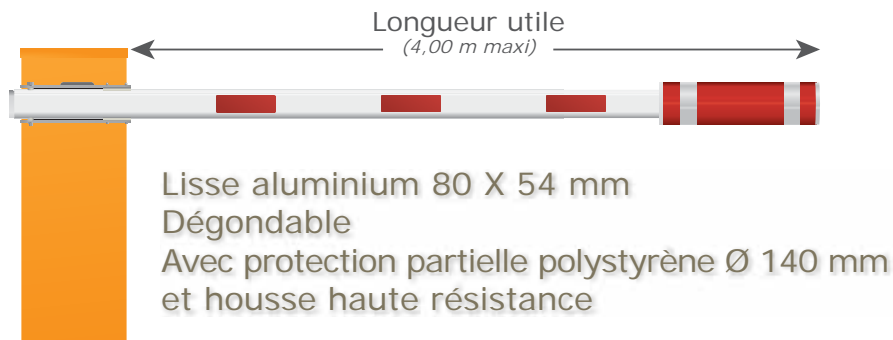 Longueur utile
(4,00 m maxi)
Lisse aluminium 80 X 54 mm
Dégondable
Avec protection partielle polystyrène Ø 140 mm
et housse haute résistance